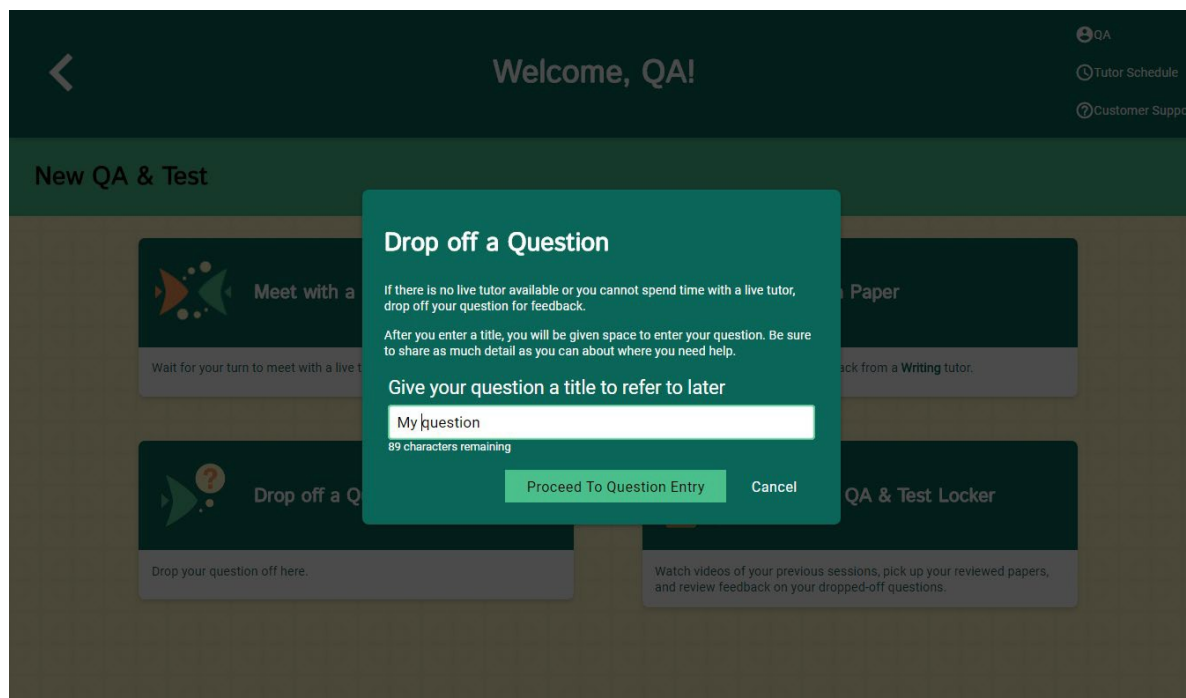 QA
Welcome, QA!
Tutor Schedule
Customer Suppo
New QA & Test
Drop off a Question
If there is no live tutor available or you cannot spend time with a live tutor,
drop off your question for feedback.
After you enter a title, you will be given space to enter your question. Be sure
to share as much detail as you can about where you need help.
Give your question a title to refer to later
My question
89 characters remaining
Proceed To Question Entry Cancel
Meet with a
Paper
Wait for your turn to meet with a live t
ack from a Writing tutor.
Drop off a Q
QA & Test Locker
Drop your question off here.
Watch videos of your previous sessions, pick up your reviewed papers,
and review feedback on your dropped-off questions.